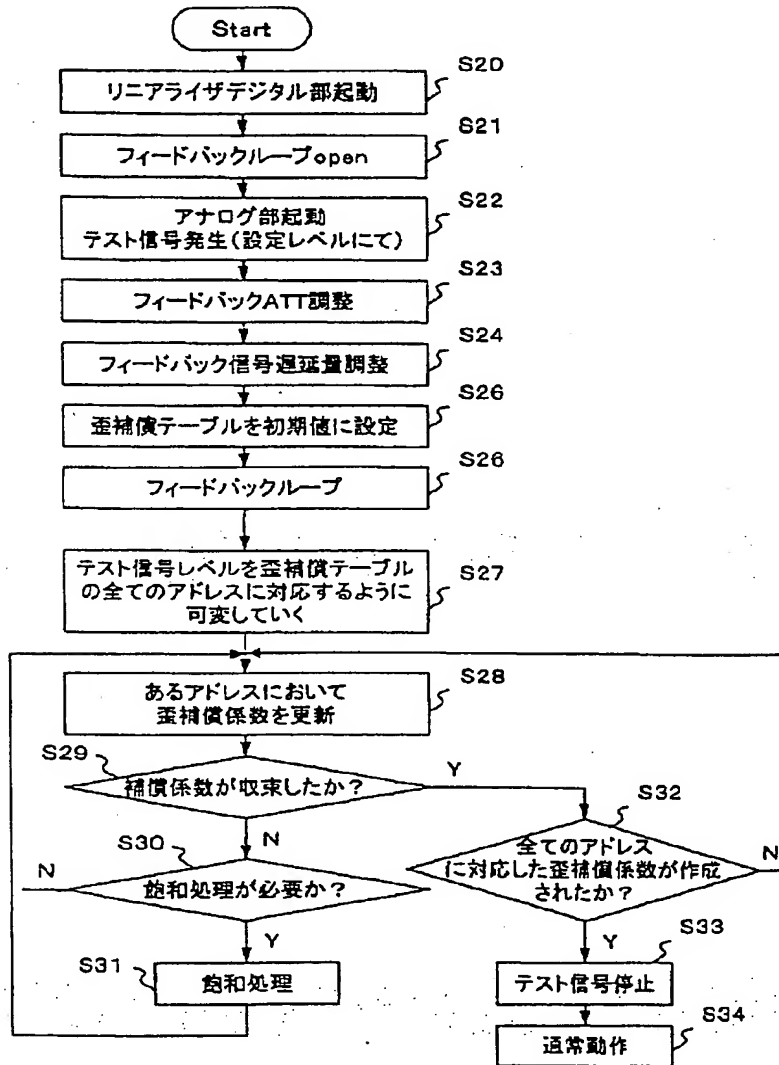 Start
S20
リニアライザデジタル部起動
S21
フィードバックループopen
S22
アナログ部起動
テスト信号発生(設定レベルにて)
S23
フィードバックATT調整
S24
フィードバック信号遅延量調整
S26
歪補償テーブルを初期値に設定
S26
フィードバックループ
S27
テスト信号レベルを歪補償テーブル
の全てのアドレスに対応するように
可変していく
S28
あるアドレスにおいて
歪補償係数を更新
S29
補償係数が収束したか?
Y
N
S30
飽和処理が必要か?
N
Y
S31
飽和処理
S32
全てのアドレス
に対応した歪補償係数が作成
されたか?
N
Y
S33
テスト信号停止
S34
通常動作